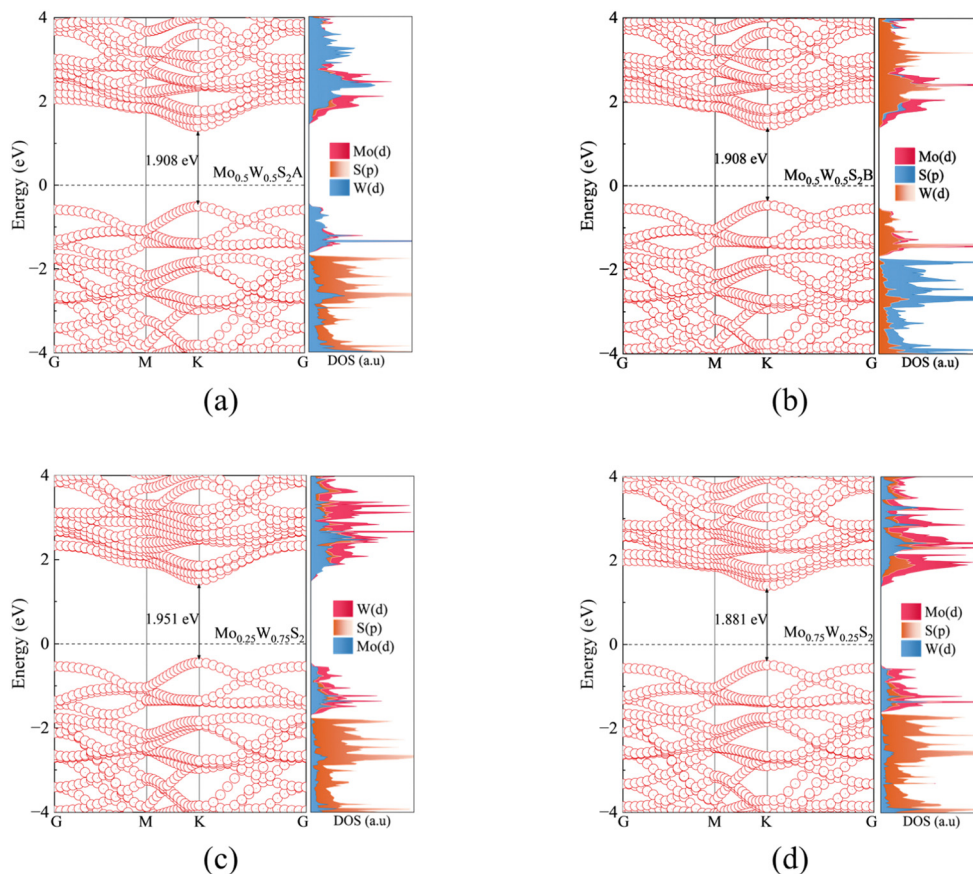 4
2
0
−2
−4
Energy (eV)
1.908 eV
Mo0.5W0.5S2A
G M K G
Mo(d)
S(p)
W(d)
DOS (a.u)
(a)
4
2
0
−2
−4
Energy (eV)
1.908 eV
Mo0.5W0.5S2B
G M K G
Mo(d)
S(p)
W(d)
DOS (a.u)
(b)
4
2
0
−2
−4
Energy (eV)
1.951 eV
Mo0.25W0.75S2
G M K G
W(d)
S(p)
Mo(d)
DOS (a.u)
(c)
4
2
0
−2
−4
Energy (eV)
1.881 eV
Mo0.75W0.25S2
G M K G
Mo(d)
S(p)
W(d)
DOS (a.u)
(d)